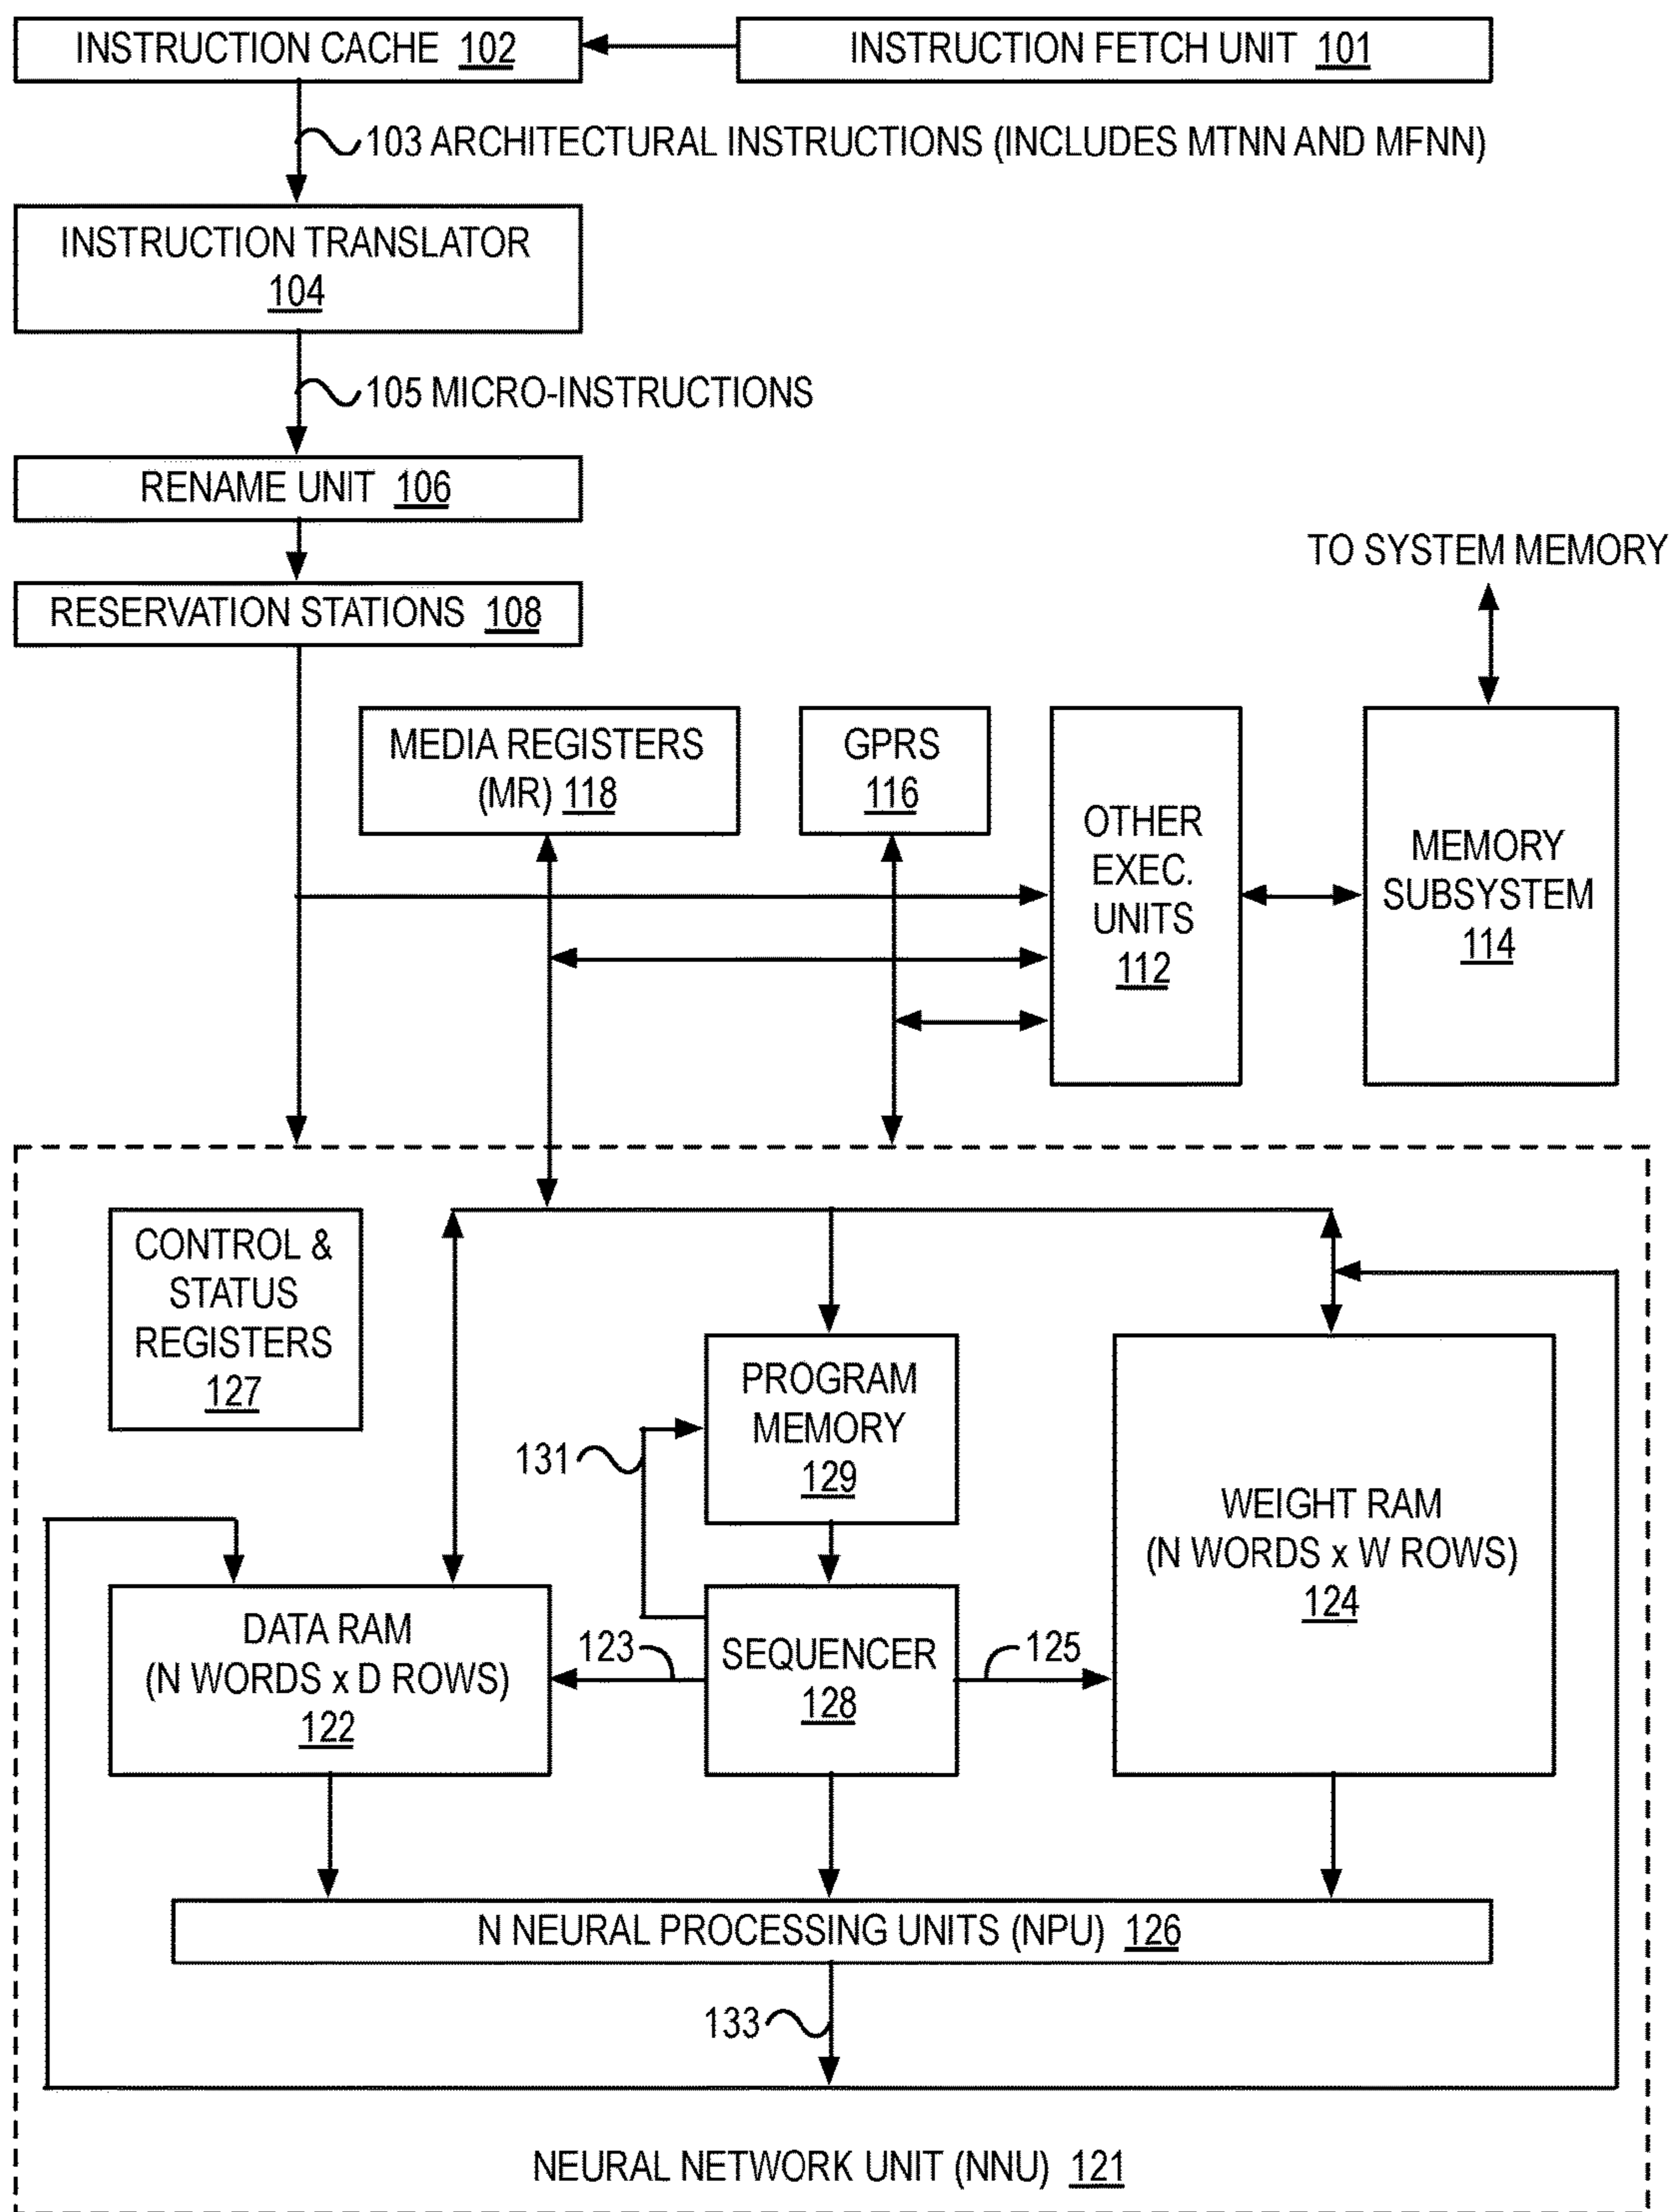 INSTRUCTION CACHE 102
INSTRUCTION FETCH UNIT 101
103 ARCHITECTURAL INSTRUCTIONS (INCLUDES MTNN AND MFNN)
INSTRUCTION TRANSLATOR
104
105 MICRO-INSTRUCTIONS
RENAME UNIT 106
TO SYSTEM MEMORY
RESERVATION STATIONS 108
MEDIA REGISTERS
(MR) 118
GPRS
116
OTHER
EXEC.
UNITS
112
MEMORY
SUBSYSTEM
114
CONTROL &
STATUS
REGISTERS
127
PROGRAM
MEMORY
129
131
WEIGHT RAM
(N WORDS x W ROWS)
124
DATA RAM
(N WORDS x D ROWS)
122
123
SEQUENCER
128
125
N NEURAL PROCESSING UNITS (NPU) 126
133
NEURAL NETWORK UNIT (NNU) 121